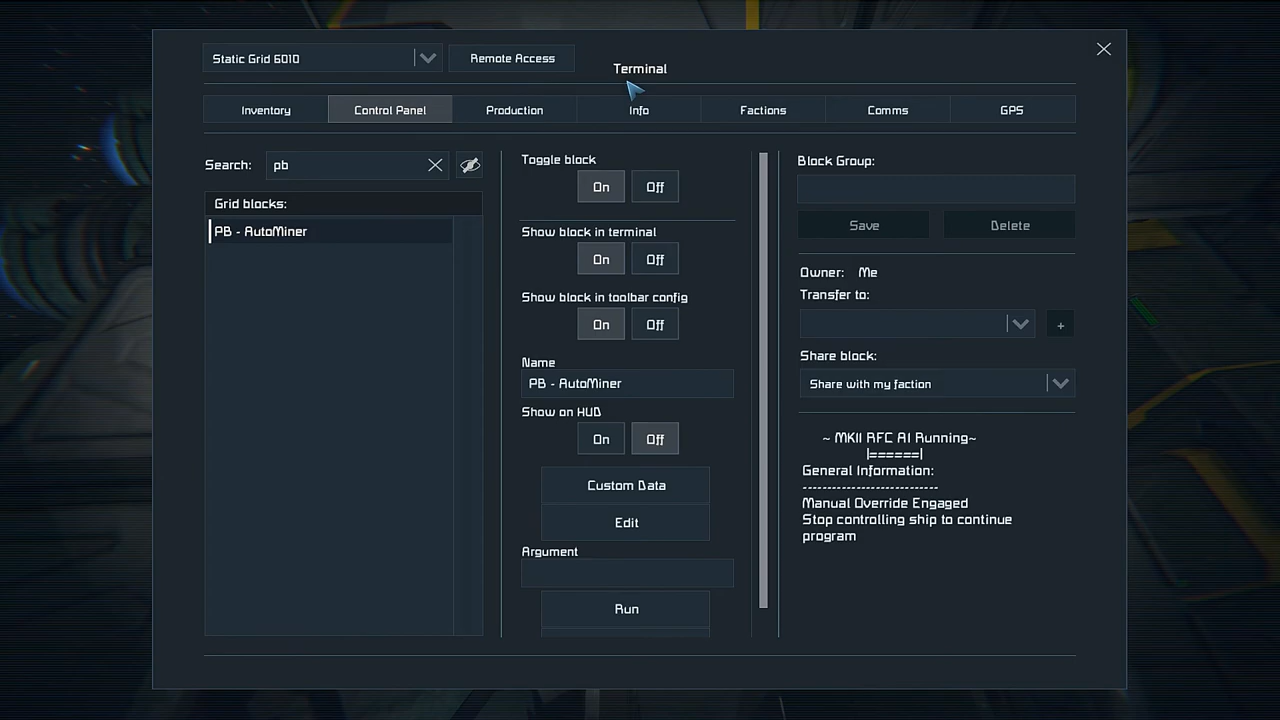 Static Grid 6010
Remote Access
Terminal
Inventory
Control Panel
Production
Info
Factions
Comms
GPS
Search:
pb
Grid blocks:
PB - AutoMiner
Toggle block
On Off
Show block in terminal
On Off
Show block in toolbar config
On Off
Name
PB - AutoMiner
Show on HUD
On Off
Custom Data
Edit
Argument
Run
Block Group:
Save
Delete
Owner: Me
Transfer to:
+
Share block:
Share with my faction
~ MKII RFC AI Running~
|======|
General Information:
---------------------------
Manual Override Engaged
Stop controlling ship to continue
program